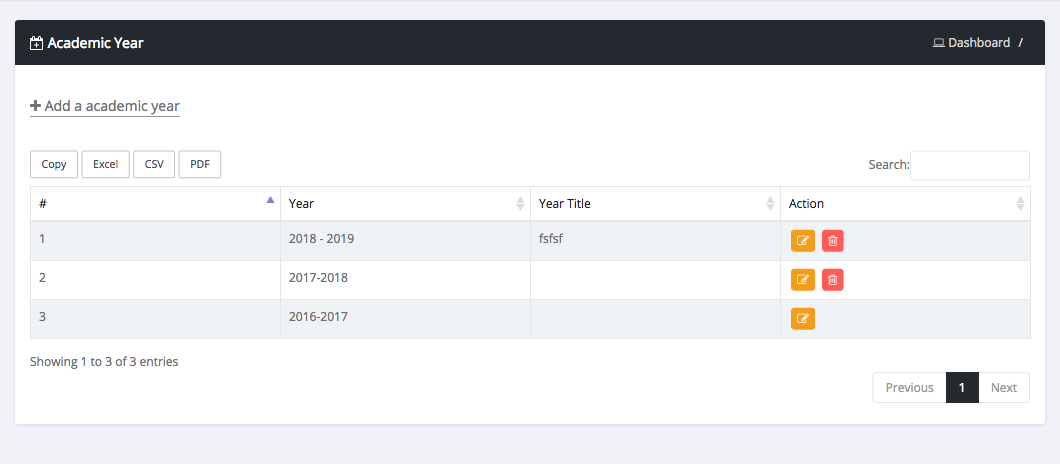 Academic Year
Dashboard /
Add a academic year
Copy Excel CSV PDF Search:
# Year Year Title Action
1 2018 - 2019 fsfsf
2 2017-2018
3 2016-2017
Showing 1 to 3 of 3 entries
Previous 1 Next